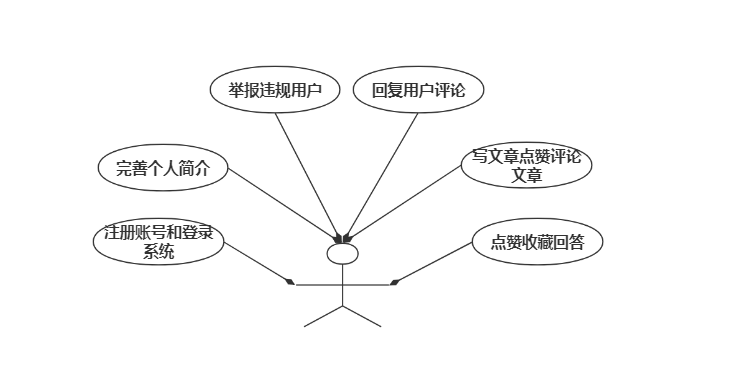 举报违规用户
回复用户评论
完善个人简介
写文章点赞评论
文章
注册账号和登录
系统
点赞收藏回答